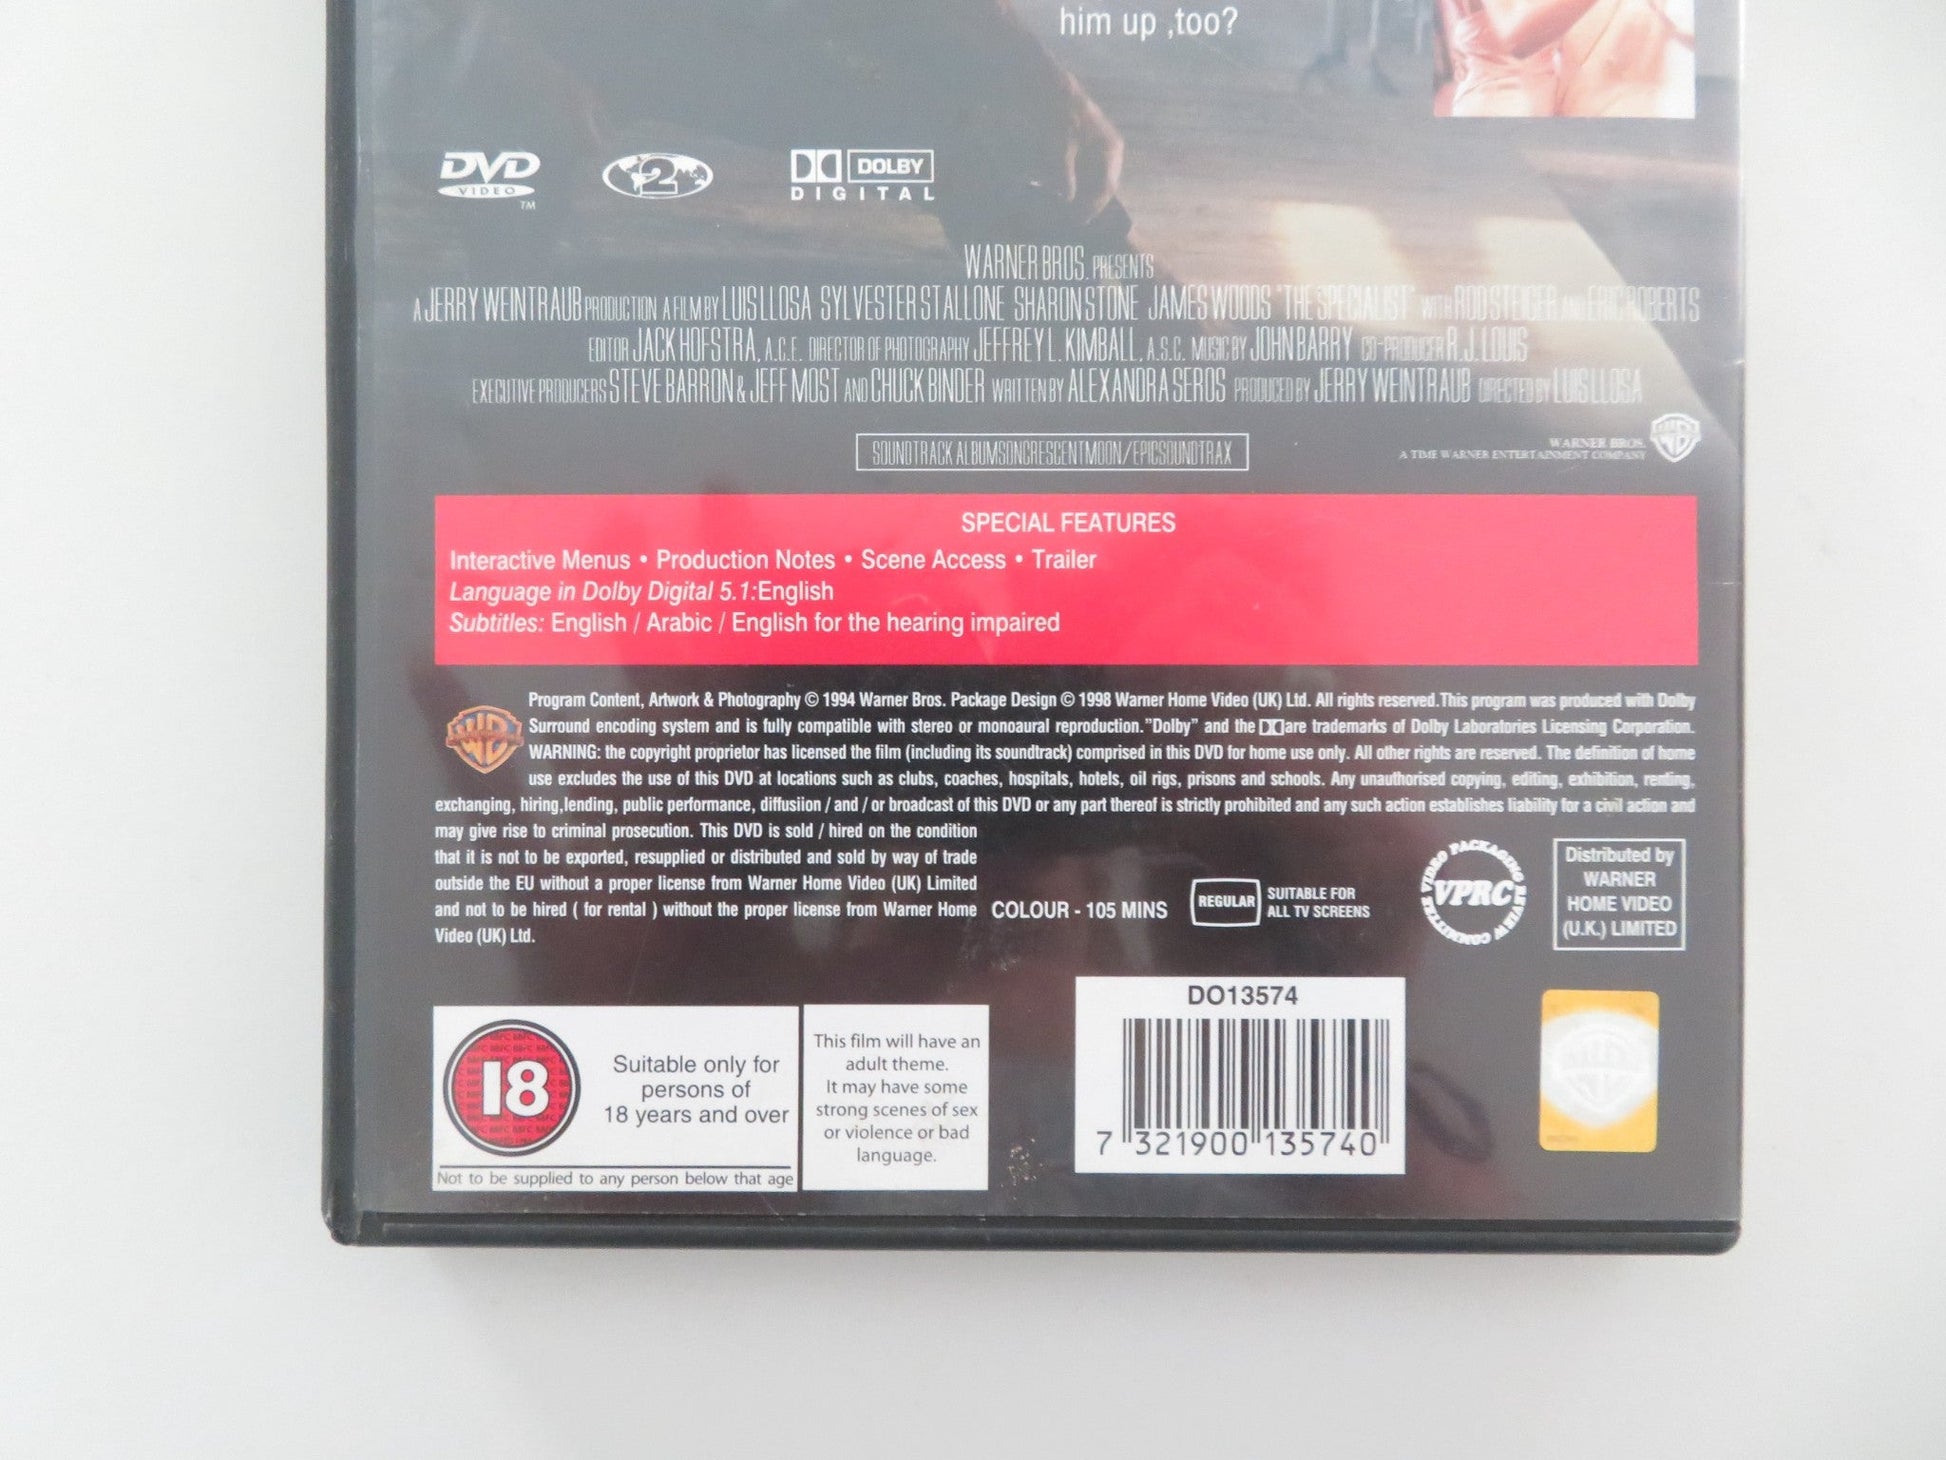 him up ,too?
DVD
VIDEO
TM
2
DOLBY
DIGITAL
WARNER BROS. PRESENTS
A JERRY WEINTRAUB PRODUCTION A FILM BY LUIS LLOSA SYLVESTER STALLONE SHARON STONE JAMES WOODS "THE SPECIALIST" WITH ROD STEIGER AND ERIC ROBERTS
EDITOR JACK HOFSTRA, A.C.E. DIRECTOR OF PHOTOGRAPHY JEFFREY L. KIMBALL, A.S.C. MUSIC BY JOHN BARRY CO-PRODUCER R.J. LOUIS
EXECUTIVE PRODUCERS STEVE BARRON & JEFF MOST AND CHUCK BINDER WRITTEN BY ALEXANDRA SEROS PRODUCED BY JERRY WEINTRAUB DIRECTED BY LUIS LLOSA
SOUNDTRACK ALBUMS ON CRESCENT MOON/EPIC SOUNDTRAX
WARNER BROS.
A TIME WARNER ENTERTAINMENT COMPANY
SPECIAL FEATURES
Interactive Menus • Production Notes • Scene Access • Trailer
Language in Dolby Digital 5.1:English
Subtitles: English / Arabic / English for the hearing impaired
Program Content, Artwork & Photography © 1994 Warner Bros. Package Design © 1998 Warner Home Video (UK) Ltd. All rights reserved.This program was produced with Dolby
Surround encoding system and is fully compatible with stereo or monoaural reproduction."Dolby" and the are trademarks of Dolby Laboratories Licensing Corporation.
WARNING: the copyright proprietor has licensed the film (including its soundtrack) comprised in this DVD for home use only. All other rights are reserved. The definition of home
use excludes the use of this DVD at locations such as clubs, coaches, hospitals, hotels, oil rigs, prisons and schools. Any unauthorised copying, editing, exhibition, renting,
exchanging, hiring,lending, public performance, diffusiion / and / or broadcast of this DVD or any part thereof is strictly prohibited and any such action establishes liability for a civil action and
may give rise to criminal prosecution. This DVD is sold / hired on the condition
that it is not to be exported, resupplied or distributed and sold by way of trade
outside the EU without a proper license from Warner Home Video (UK) Limited
and not to be hired ( for rental ) without the proper license from Warner Home
Video (UK) Ltd.
COLOUR - 105 MINS
REGULAR
SUITABLE FOR
ALL TV SCREENS
VIDEO PACKAGING REVIEW COMMITTEE
VPRC
Distributed by
WARNER
HOME VIDEO
(U.K.) LIMITED
18
Suitable only for
persons of
18 years and over
Not to be supplied to any person below that age
This film will have an
adult theme.
It may have some
strong scenes of sex
or violence or bad
language.
DO13574
7 321900 135740